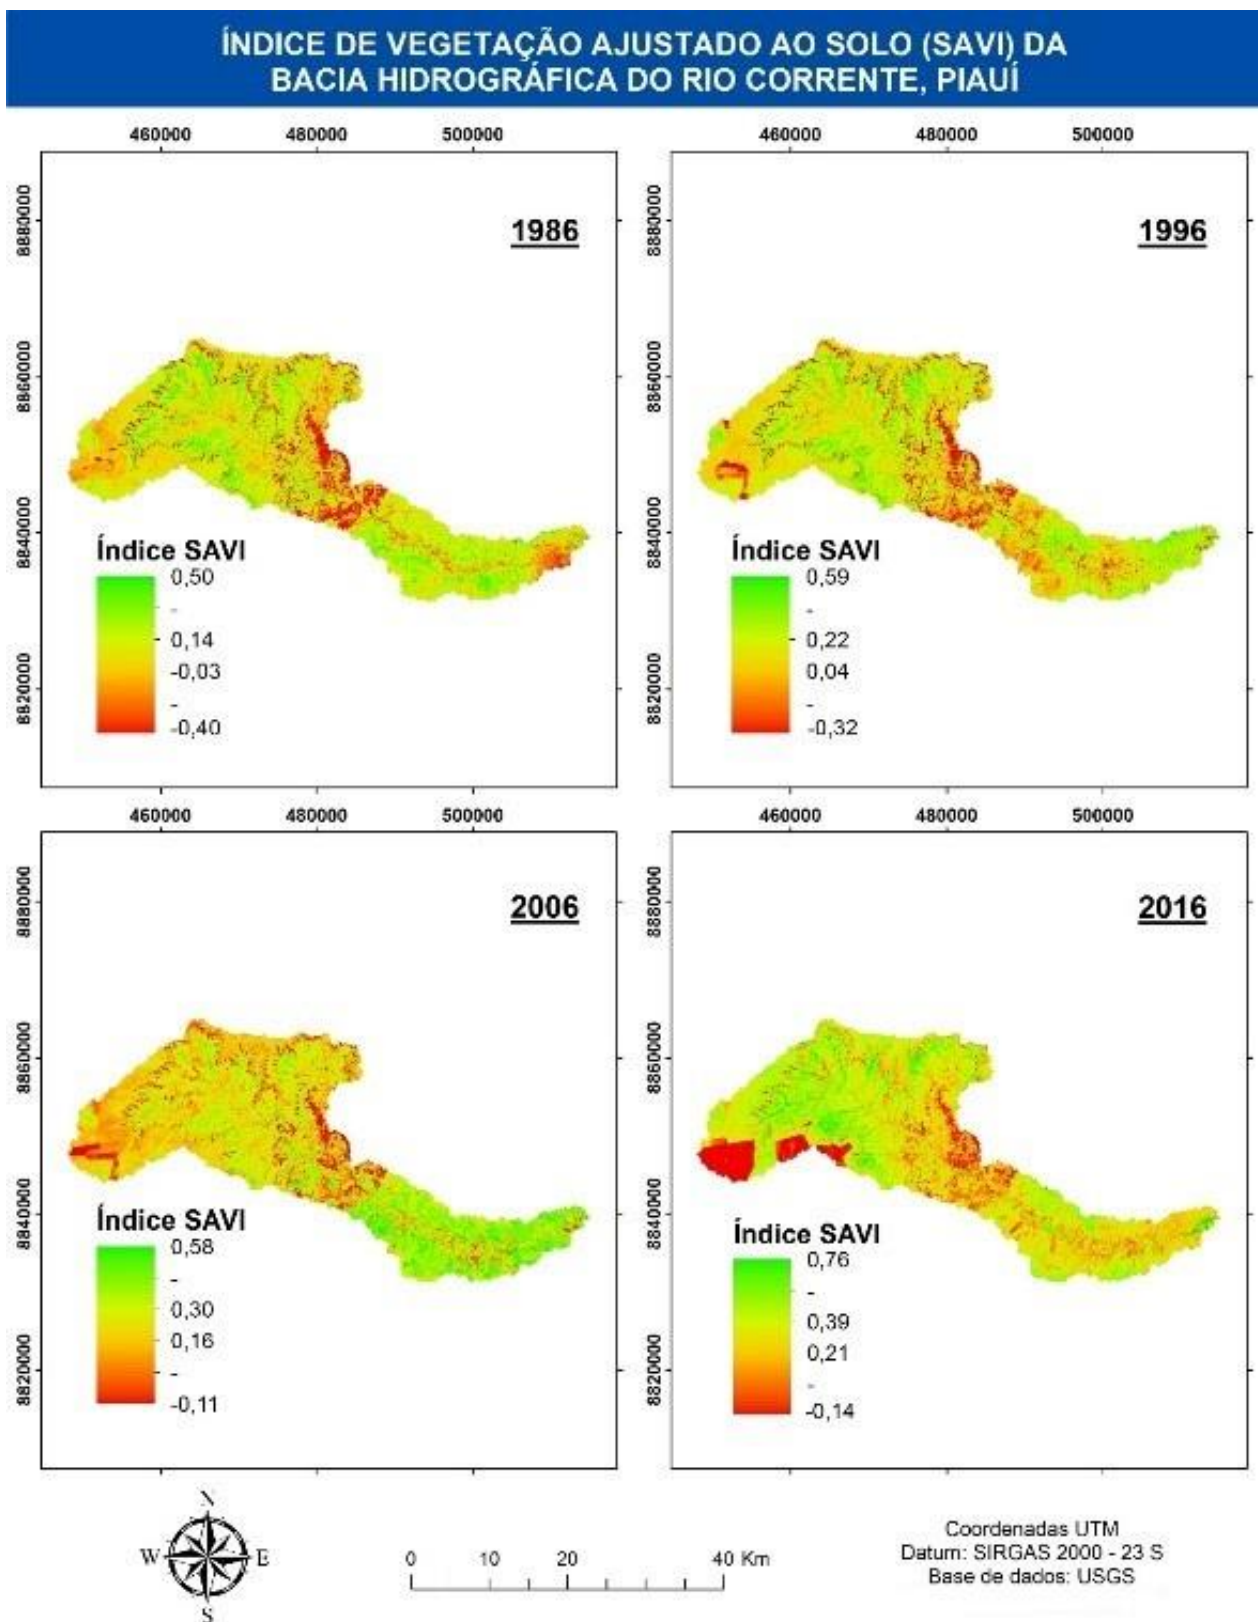 ÍNDICE DE VEGETAÇÃO AJUSTADO AO SOLO (SAVI) DA
BACIA HIDROGRÁFICA DO RIO CORRENTE, PIAUÍ
460000 480000 500000
8880000
8860000
8840000
8820000
1986
Índice SAVI
0,50
-
0,14
-0,03
-
-0,40
460000 480000 500000
8880000
8860000
8840000
8820000
1996
Índice SAVI
0,59
-
0,22
0,04
-
-0,32
460000 480000 500000
8880000
8860000
8840000
8820000
2006
Índice SAVI
0,58
-
0,30
0,16
-
-0,11
460000 480000 500000
8880000
8860000
8840000
8820000
2016
Índice SAVI
0,76
-
0,39
0,21
-
-0,14
N
W E
S
0 10 20 40 Km
Coordenadas UTM
Datum: SIRGAS 2000 - 23 S
Base de dados: USGS